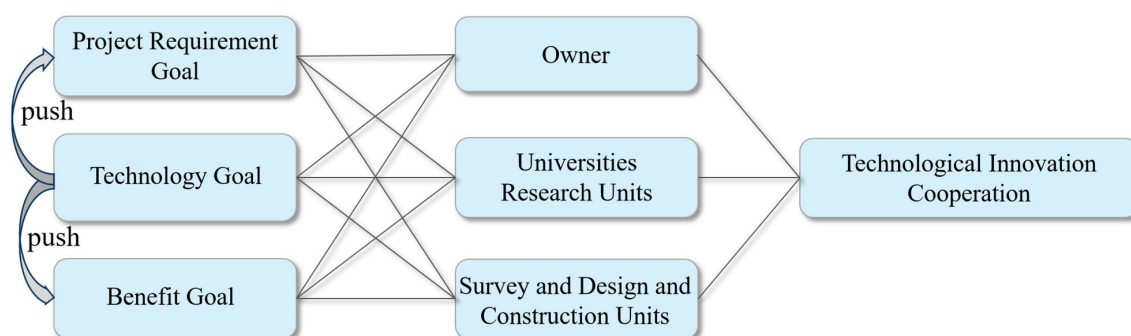 Project Requirement
Goal
Owner
push
Technology Goal
Universities
Research Units
Technological Innovation
Cooperation
push
Benefit Goal
Survey and Design and
Construction Units